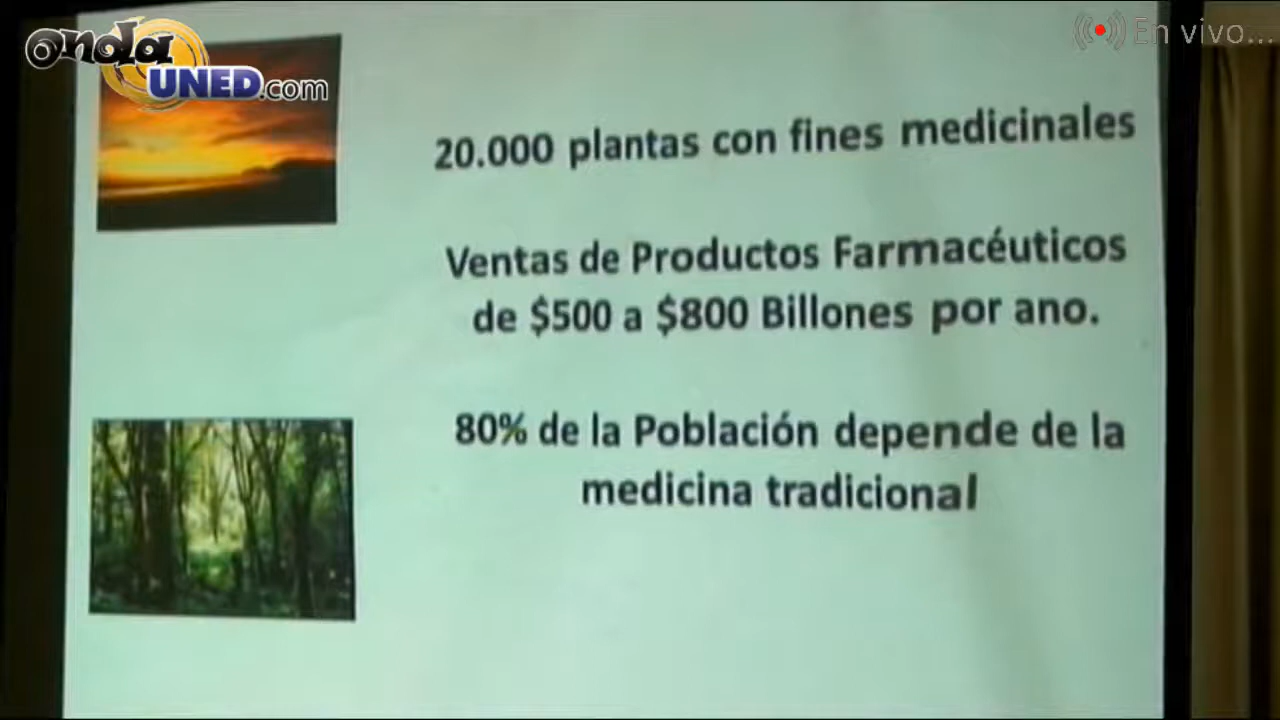 onda
UNED.com
En vivo...
20.000 plantas con fines medicinales
Ventas de Productos Farmacéuticos
de $500 a $800 Billones por ano.
80% de la Población depende de la
medicina tradicional